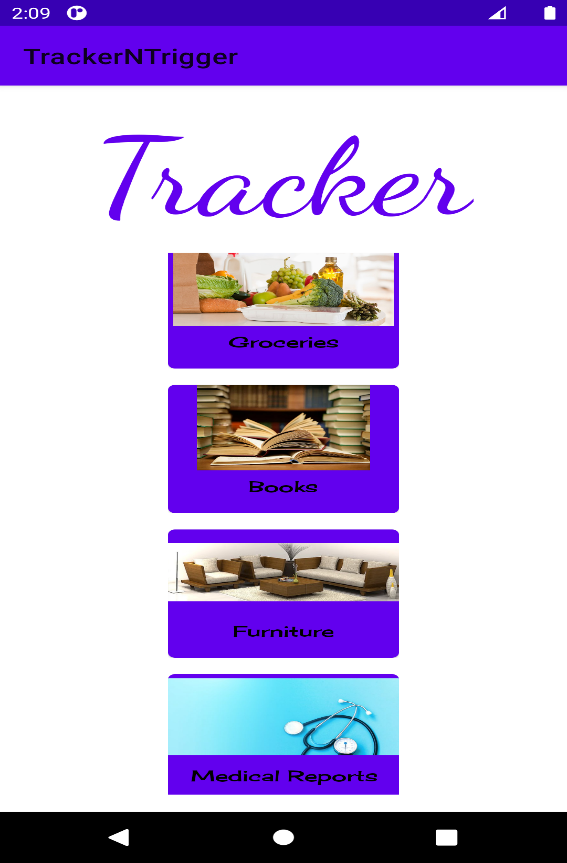 2:09
TrackerNTrigger
Tracker
Groceries
Books
Furniture
Medical Reports